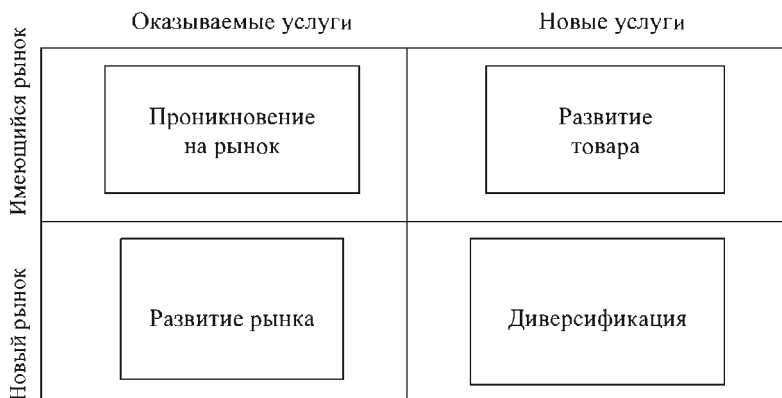 Оказываемые услуги
Новые услуги
Имеющийся рынок
Проникновение
на рынок
Развитие
товара
Новый рынок
Развитие рынка
Диверсификация